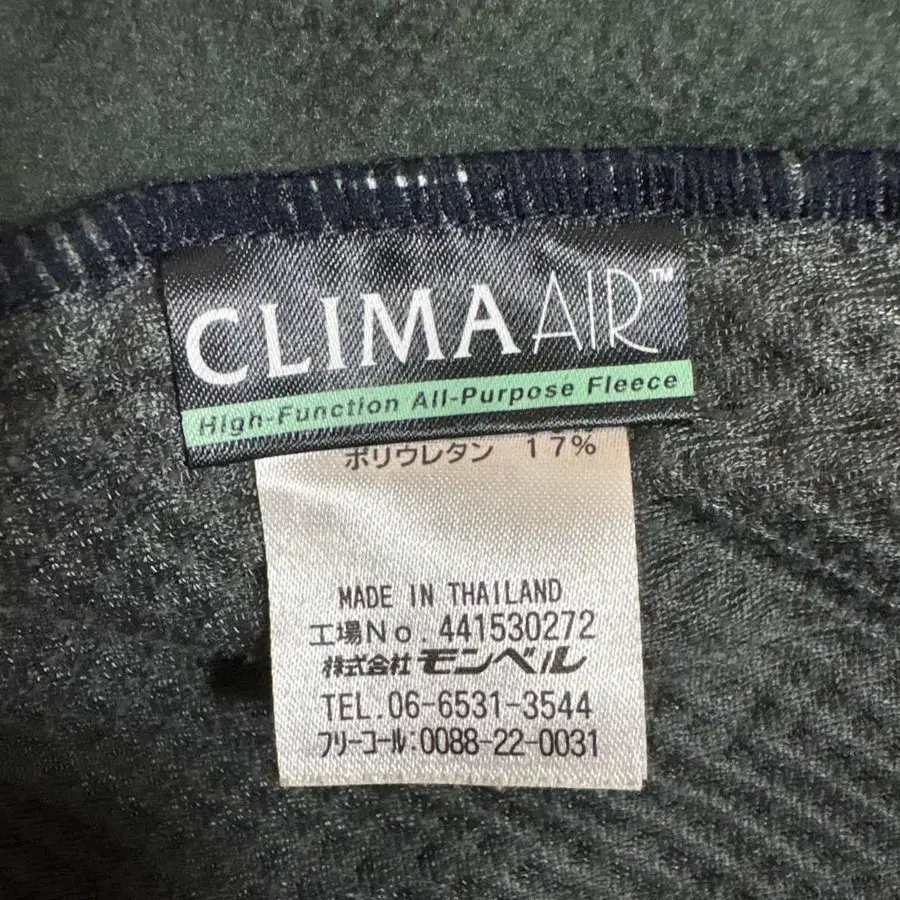 CLIMAAIR™
High-Function All-Purpose Fleece
ポリウレタン 17%
MADE IN THAILAND
工場No. 441530272
株式会社 モンベル
TEL.06-6531-3544
フリーコール:0088-22-0031